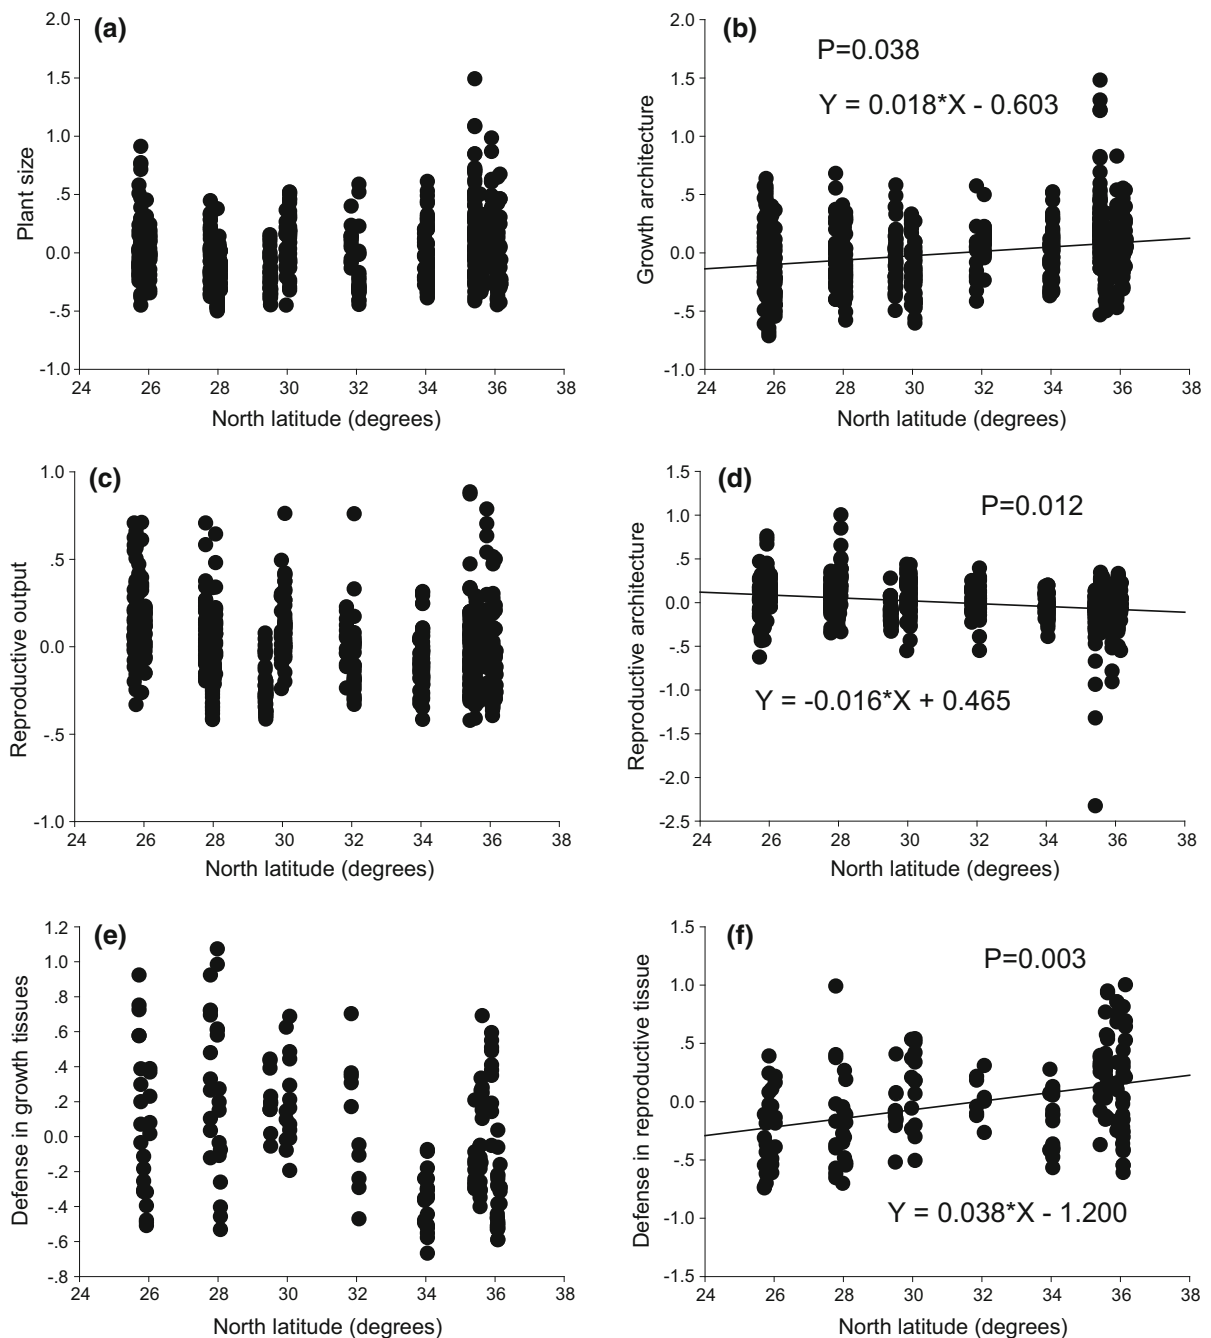 (a)
2.0
1.5
1.0
.5
0.0
-.5
-1.0
Plant size
24 26 28 30 32 34 36 38
North latitude (degrees)
(b)
P=0.038
Y = 0.018*X - 0.603
2.0
1.5
1.0
.5
0.0
-.5
-1.0
Growth architecture
24 26 28 30 32 34 36 38
North latitude (degrees)
(c)
1.0
.5
0.0
-.5
-1.0
Reproductive output
24 26 28 30 32 34 36 38
North latitude (degrees)
(d)
P=0.012
Y = -0.016*X + 0.465
1.5
1.0
.5
0.0
-.5
-1.0
-1.5
-2.0
-2.5
Reproductive architecture
24 26 28 30 32 34 36 38
North latitude (degrees)
(e)
1.2
1.0
.8
.6
.4
.2
0.0
-.2
-.4
-.6
-.8
Defense in growth tissues
24 26 28 30 32 34 36 38
North latitude (degrees)
(f)
P=0.003
Y = 0.038*X - 1.200
1.5
1.0
.5
0.0
-.5
-1.0
-1.5
Defense in reproductive tissue
24 26 28 30 32 34 36 38
North latitude (degrees)